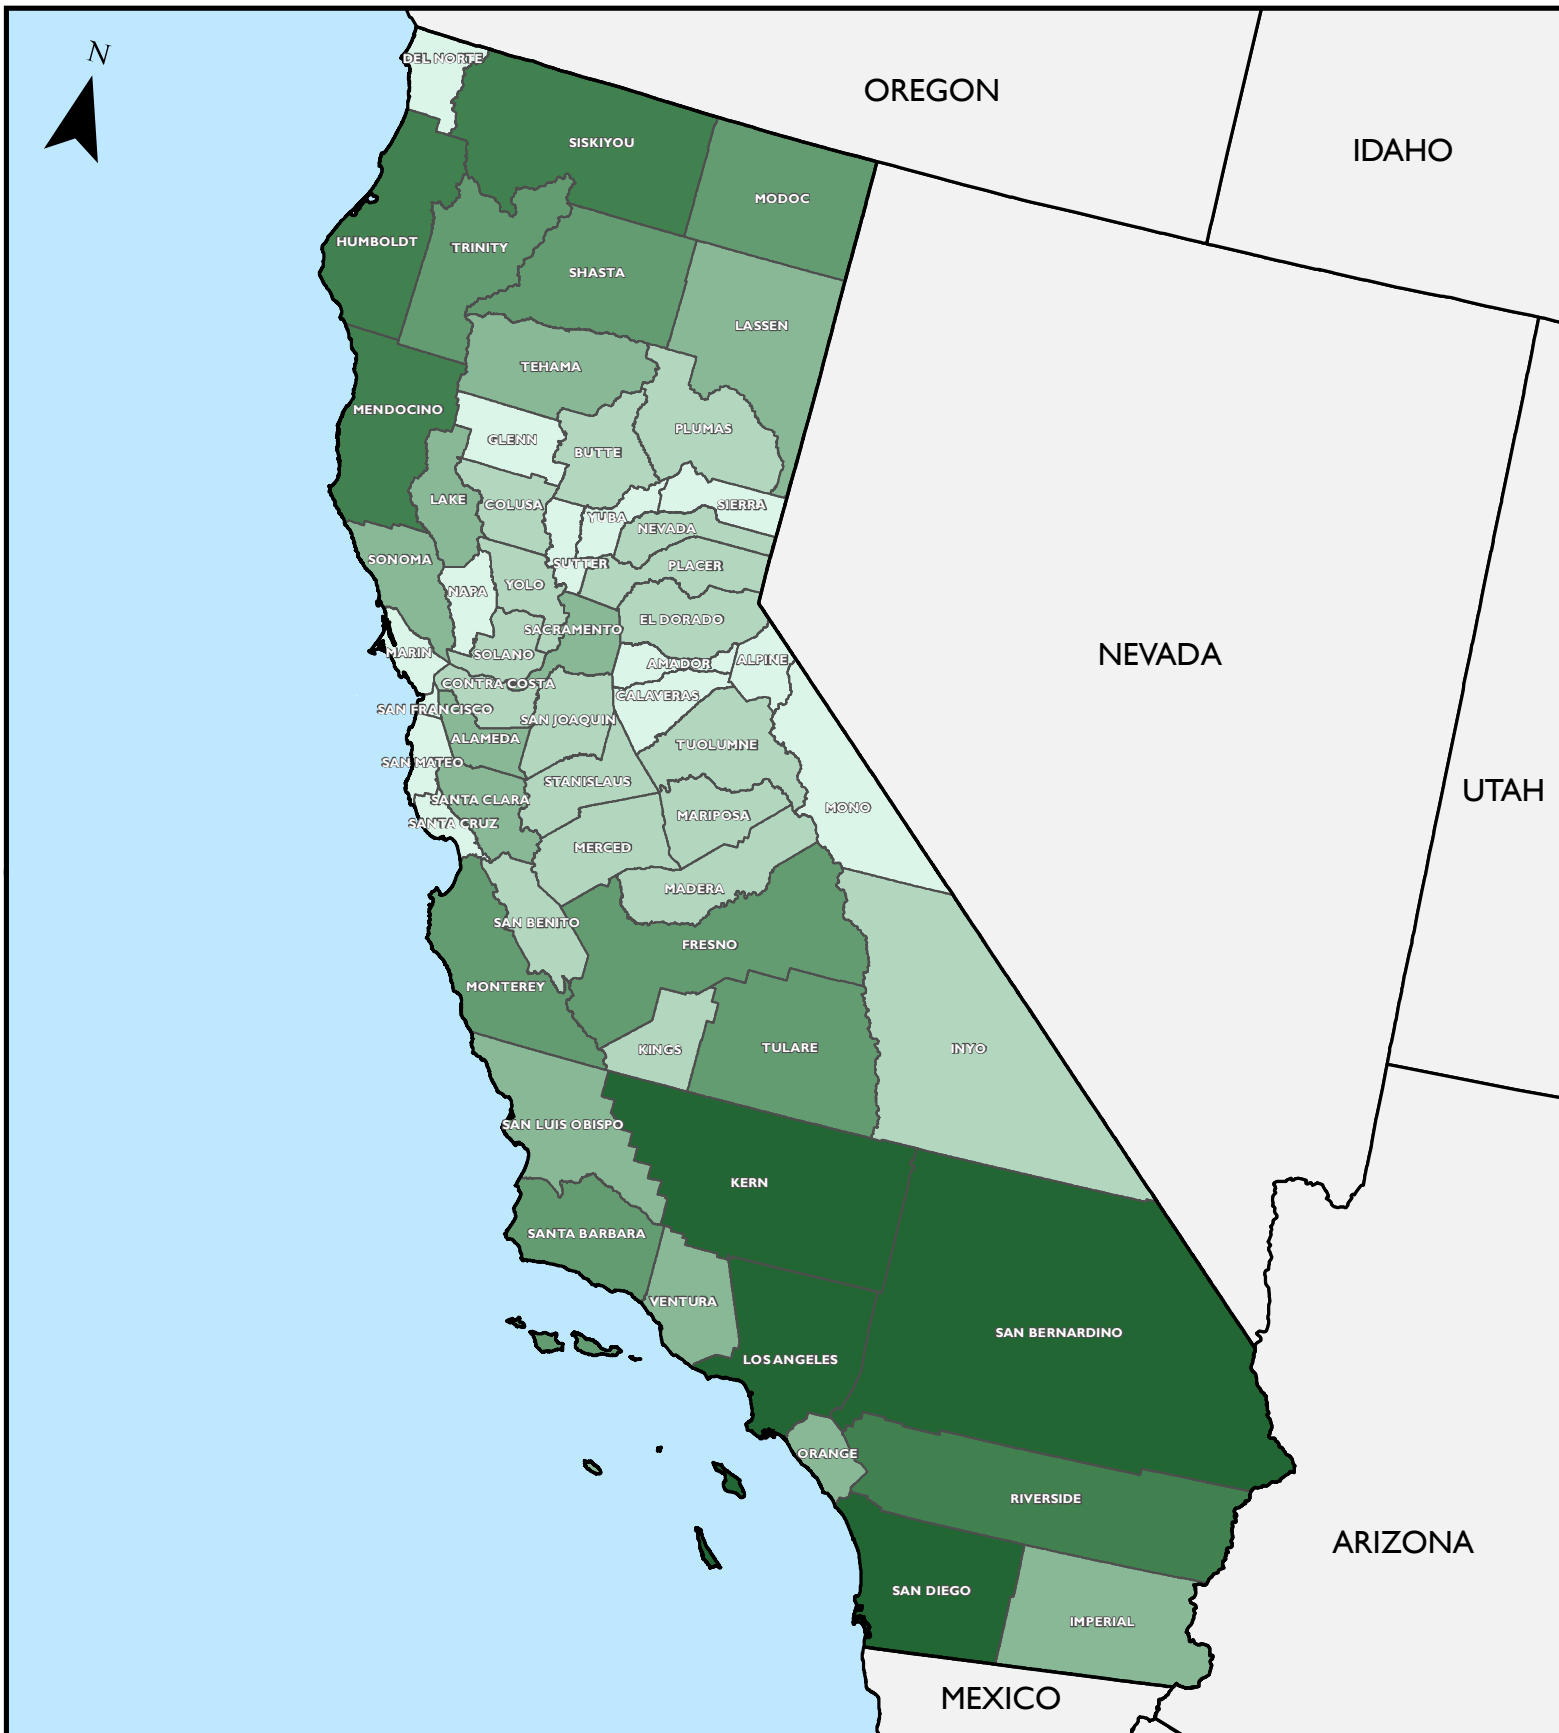 N
DEL NORTE
OREGON
IDAHO
SISKIYOU
MODOC
HUMBOLDT
TRINITY
SHASTA
LASSEN
TEHAMA
MENDOCINO
PLUMAS
GLENN
BUTTE
LAKE
COLUSA
SIERRA
YUBA
NEVADA
SONOMA
SUTTER
PLACER
NAPA
YOLO
EL DORADO
SACRAMENTO
MARIN
SOLANO
AMADOR
ALPINE
NEVADA
CONTRA COSTA
CALAVERAS
SAN FRANCISCO
SAN JOAQUIN
ALAMEDA
TUOLUMNE
SAN MATEO
STANISLAUS
UTAH
SANTA CLARA
MONO
SANTA CRUZ
MARIPOSA
MERCED
MADERA
SAN BENITO
FRESNO
MONTEREY
KINGS
TULARE
INYO
SAN LUIS OBISPO
KERN
SANTA BARBARA
VENTURA
SAN BERNARDINO
LOS ANGELES
ORANGE
RIVERSIDE
ARIZONA
SAN DIEGO
IMPERIAL
MEXICO